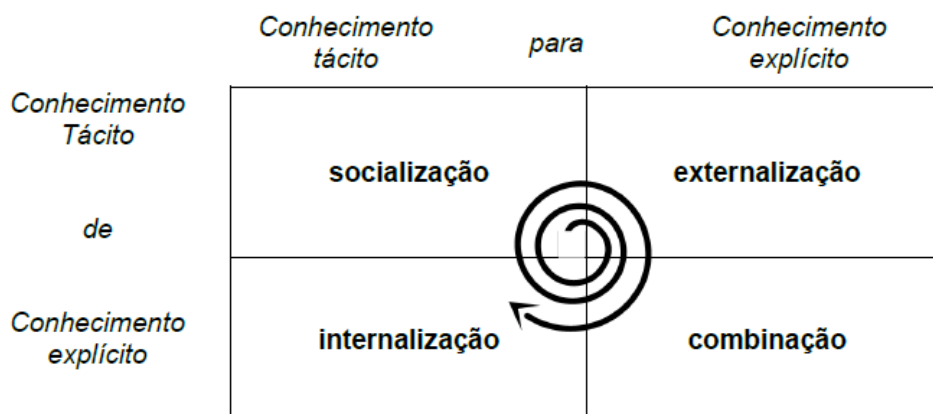 Conhecimento
tácito
para
Conhecimento
explícito
Conhecimento
Tácito
socialização
externalização
de
Conhecimento
explícito
internalização
combinação